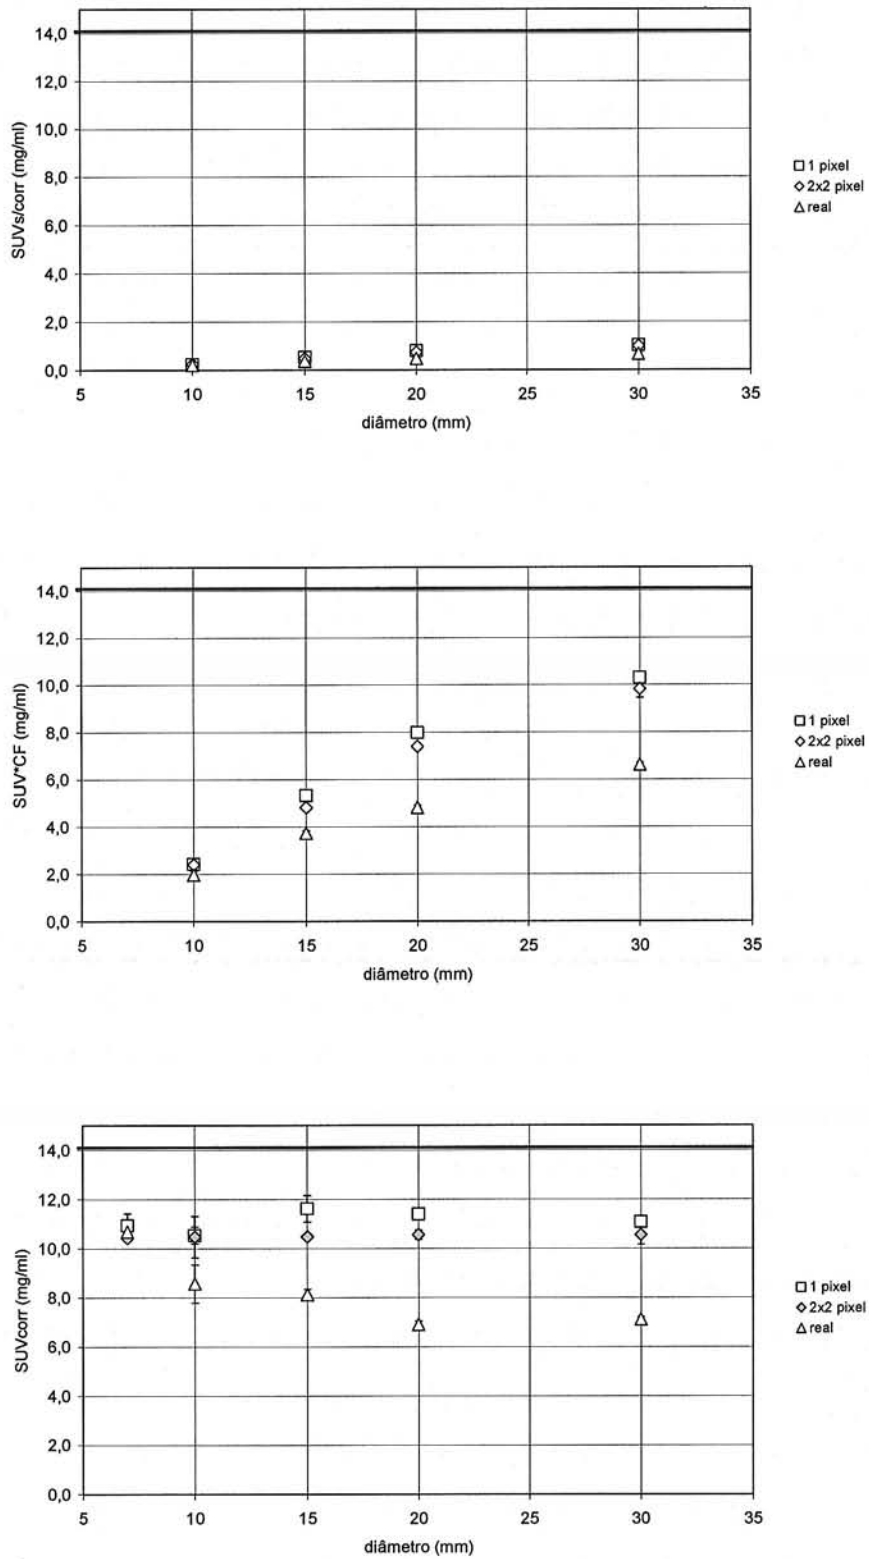 14,0
12,0
10,0
8,0
6,0
4,0
2,0
0,0
SUVs/corr (mg/ml)
5 10 15 20 25 30 35
diâmetro (mm)
1 pixel
2x2 pixel
real
14,0
12,0
10,0
8,0
6,0
4,0
2,0
0,0
SUV*CF (mg/ml)
5 10 15 20 25 30 35
diâmetro (mm)
1 pixel
2x2 pixel
real
14,0
12,0
10,0
8,0
6,0
4,0
2,0
0,0
SUVcorr (mg/ml)
5 10 15 20 25 30 35
diâmetro (mm)
1 pixel
2x2 pixel
real